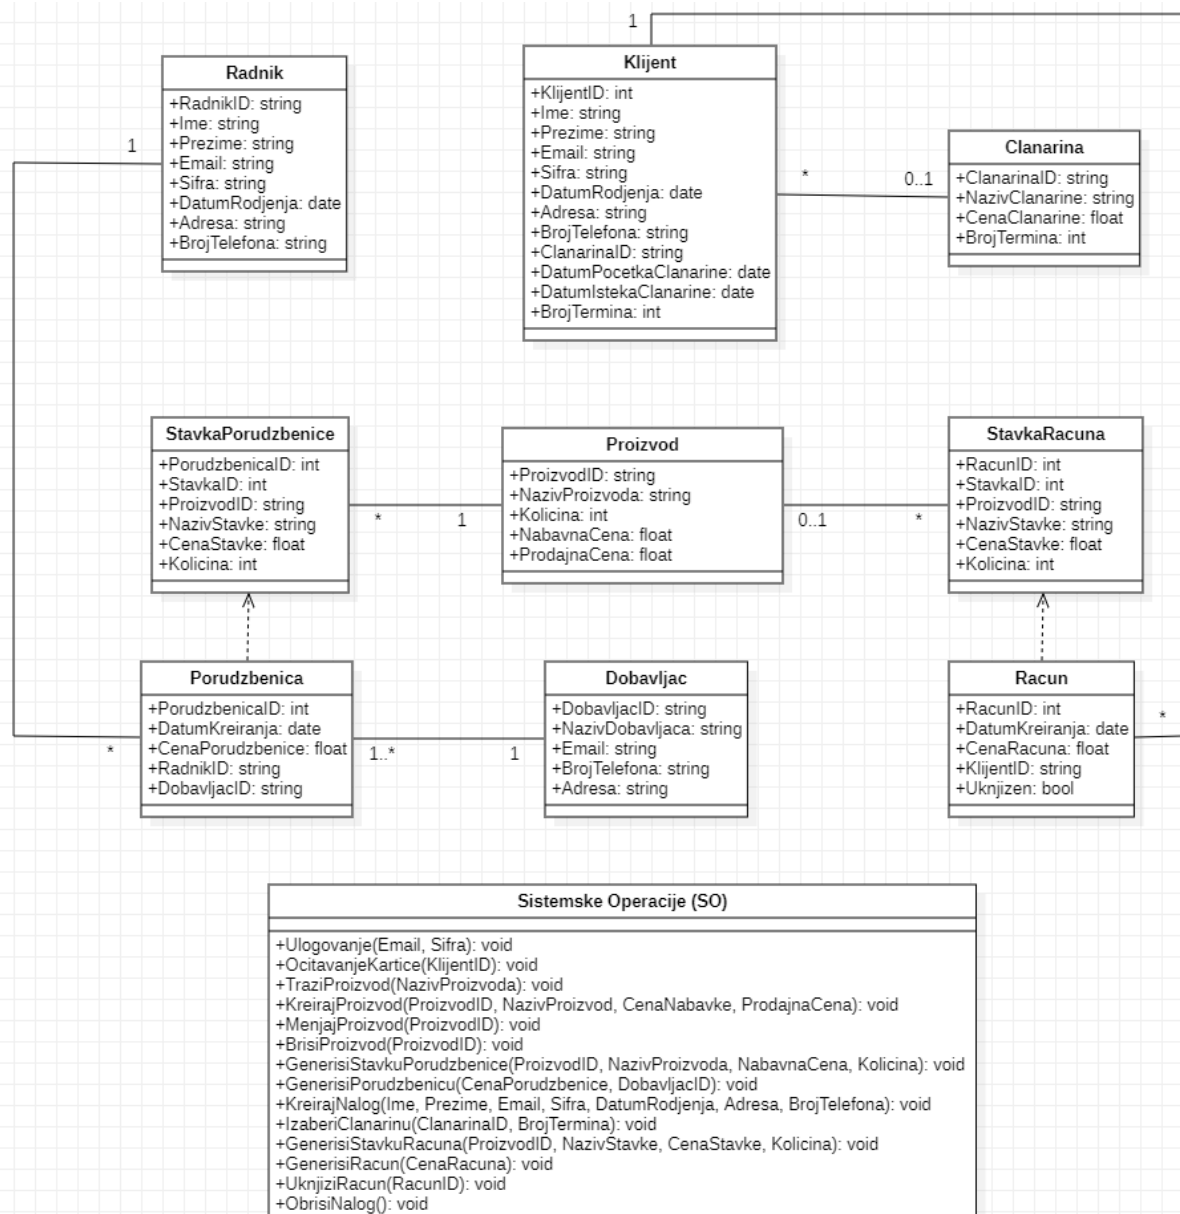 1
Radnik
+RadnikID: string
+Ime: string
+Prezime: string
+Email: string
+Sifra: string
+DatumRodjenja: date
+Adresa: string
+BrojTelefona: string
1
Klijent
+KlijentID: int
+Ime: string
+Prezime: string
+Email: string
+Sifra: string
+DatumRodjenja: date
+Adresa: string
+BrojTelefona: string
+ClanarinaID: string
+DatumPocetkaClanarine: date
+DatumIstekaClanarine: date
+BrojTermina: int
*
0..1
Clanarina
+ClanarinaID: string
+NazivClanarine: string
+CenaClanarine: float
+BrojTermina: int
StavkaPorudzbenice
+PorudzbenicaID: int
+StavkaID: int
+ProizvodID: string
+NazivStavke: string
+CenaStavke: float
+Kolicina: int
*
1
Proizvod
+ProizvodID: string
+NazivProizvoda: string
+Kolicina: int
+NabavnaCena: float
+ProdajnaCena: float
0..1
*
StavkaRacuna
+RacunID: int
+StavkaID: int
+ProizvodID: string
+NazivStavke: string
+CenaStavke: float
+Kolicina: int
*
Porudzbenica
+PorudzbenicaID: int
+DatumKreiranja: date
+CenaPorudzbenice: float
+RadnikID: string
+DobavljacID: string
1..*
1
Dobavljac
+DobavljacID: string
+NazivDobavljaca: string
+Email: string
+BrojTelefona: string
+Adresa: string
Racun
+RacunID: int
+DatumKreiranja: date
+CenaRacuna: float
+KlijentID: string
+Uknjizen: bool
*
Sistemske Operacije (SO)
+Ulogovanje(Email, Sifra): void
+OcitavanjeKartice(KlijentID): void
+TraziProizvod(NazivProizvoda): void
+KreirajProizvod(ProizvodID, NazivProizvod, CenaNabavke, ProdajnaCena): void
+MenjajProizvod(ProizvodID): void
+BrisiProizvod(ProizvodID): void
+GenerisiStavkuPorudzbenice(ProizvodID, NazivProizvoda, NabavnaCena, Kolicina): void
+GenerisiPorudzbenicu(CenaPorudzbenice, DobavljacID): void
+KreirajNalog(Ime, Prezime, Email, Sifra, DatumRodjenja, Adresa, BrojTelefona): void
+IzaberiClanarinu(ClanarinaID, BrojTermina): void
+GenerisiStavkuRacuna(ProizvodID, NazivStavke, CenaStavke, Kolicina): void
+GenerisiRacun(CenaRacuna): void
+UknjiziRacun(RacunID): void
+ObrisiNalog(): void